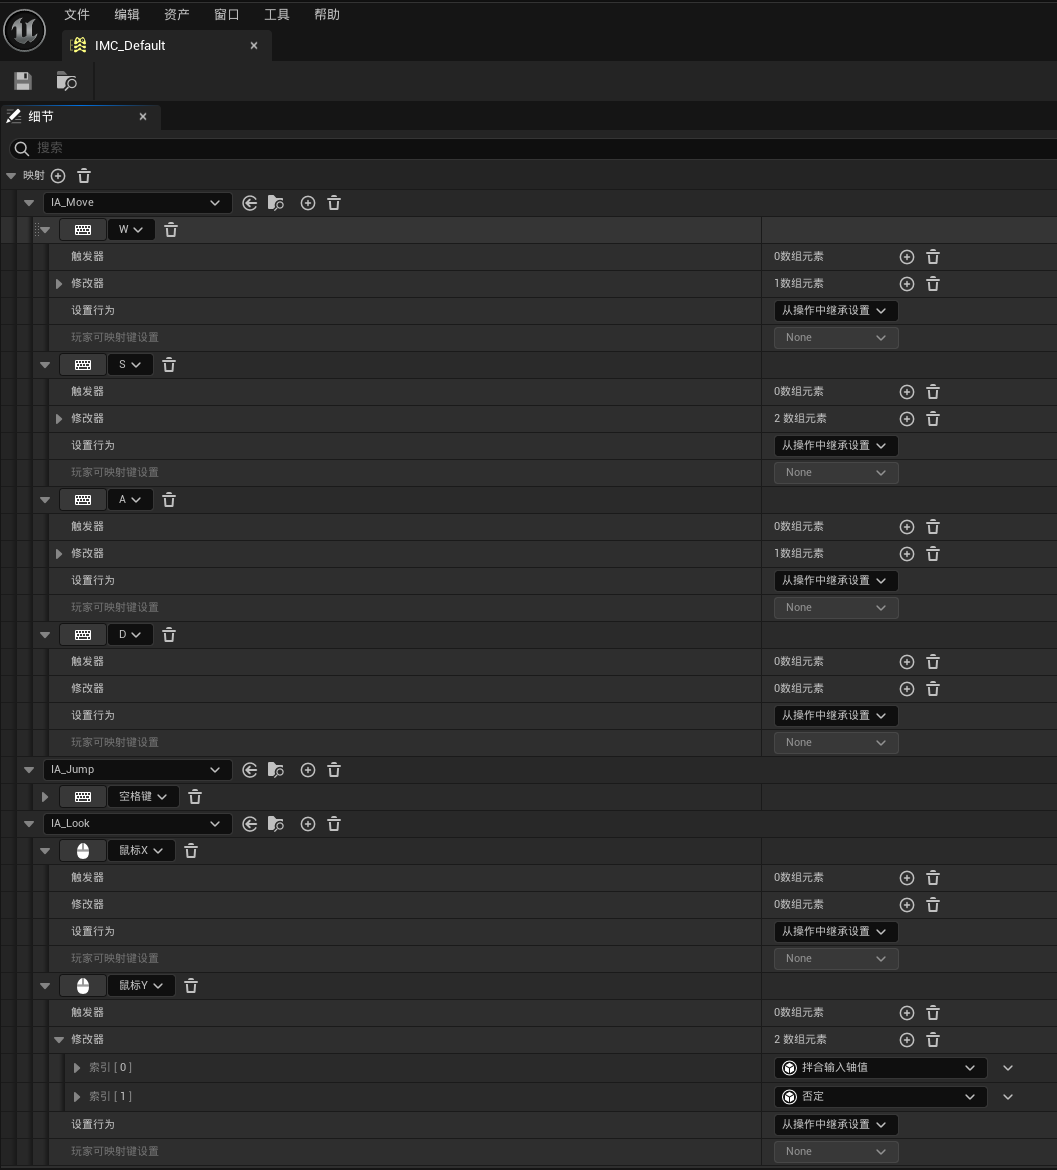 文件 编辑 资产 窗口 工具 帮助
IMC_Default
细节
搜索
映射
IA_Move
W
触发器 0数组元素
修改器 1数组元素
设置行为 从操作中继承设置
玩家可映射键设置 None
S
触发器 0数组元素
修改器 2 数组元素
设置行为 从操作中继承设置
玩家可映射键设置 None
A
触发器 0数组元素
修改器 1数组元素
设置行为 从操作中继承设置
玩家可映射键设置 None
D
触发器 0数组元素
修改器 0数组元素
设置行为 从操作中继承设置
玩家可映射键设置 None
IA_Jump
空格键
IA_Look
鼠标X
触发器 0数组元素
修改器 0数组元素
设置行为 从操作中继承设置
玩家可映射键设置 None
鼠标Y
触发器 0数组元素
修改器 2 数组元素
索引 [ 0 ] 拌合输入轴值
索引 [ 1 ] 否定
设置行为 从操作中继承设置
玩家可映射键设置 None